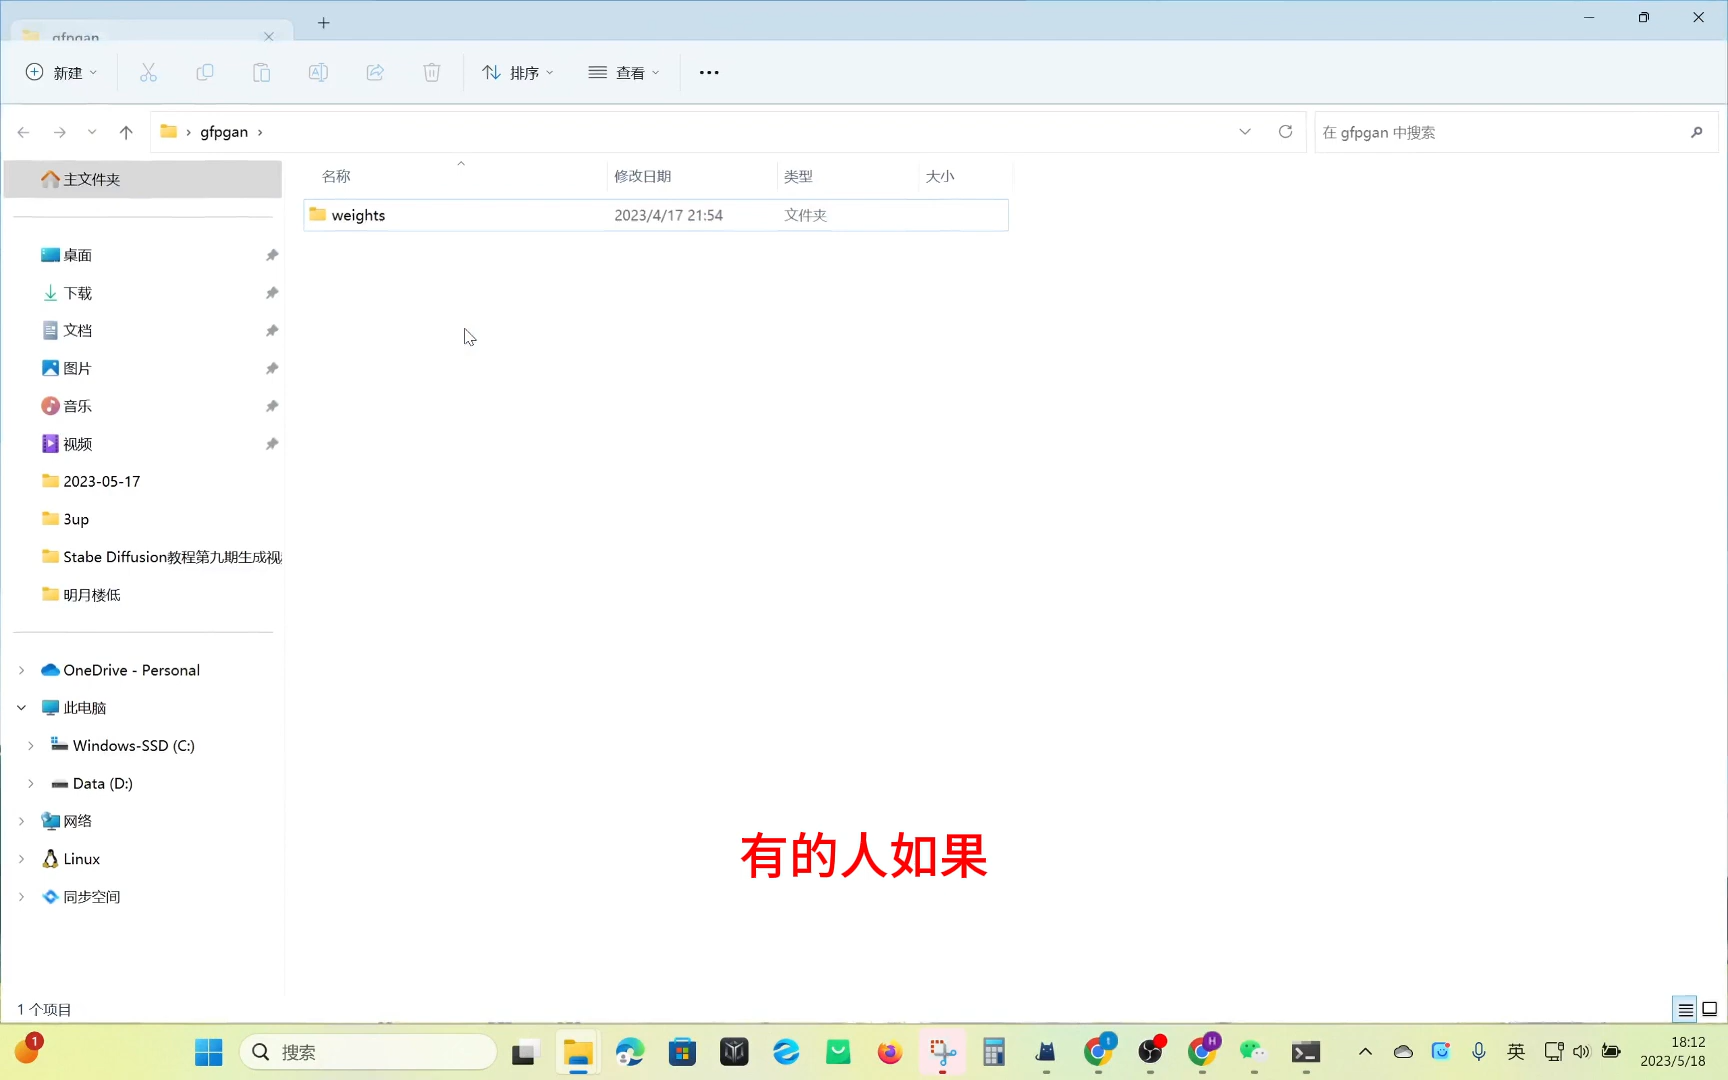 gfpgan
新建
排序
查看
gfpgan
在 gfpgan 中搜索
主文件夹
名称
修改日期
类型
大小
weights
2023/4/17 21:54
文件夹
桌面
下载
文档
图片
音乐
视频
2023-05-17
3up
Stabe Diffusion教程第九期生成视
明月楼低
OneDrive - Personal
此电脑
Windows-SSD (C:)
Data (D:)
网络
Linux
同步空间
有的人如果
1 个项目
1
搜索
1
H
英
18:12
2023/5/18